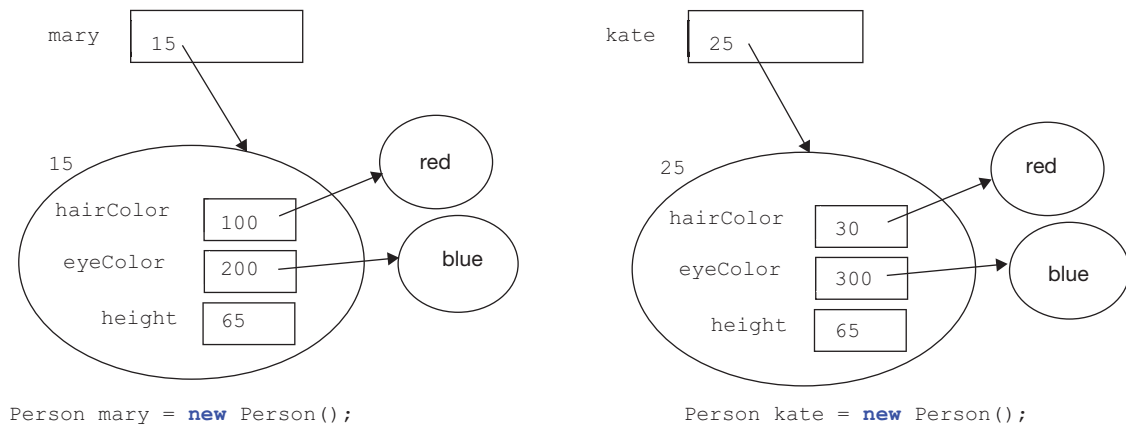 mary
15
15
red
hairColor
100
eyeColor
200
blue
height
65
Person mary = new Person();
kate
25
25
red
hairColor
30
eyeColor
300
blue
height
65
Person kate = new Person();